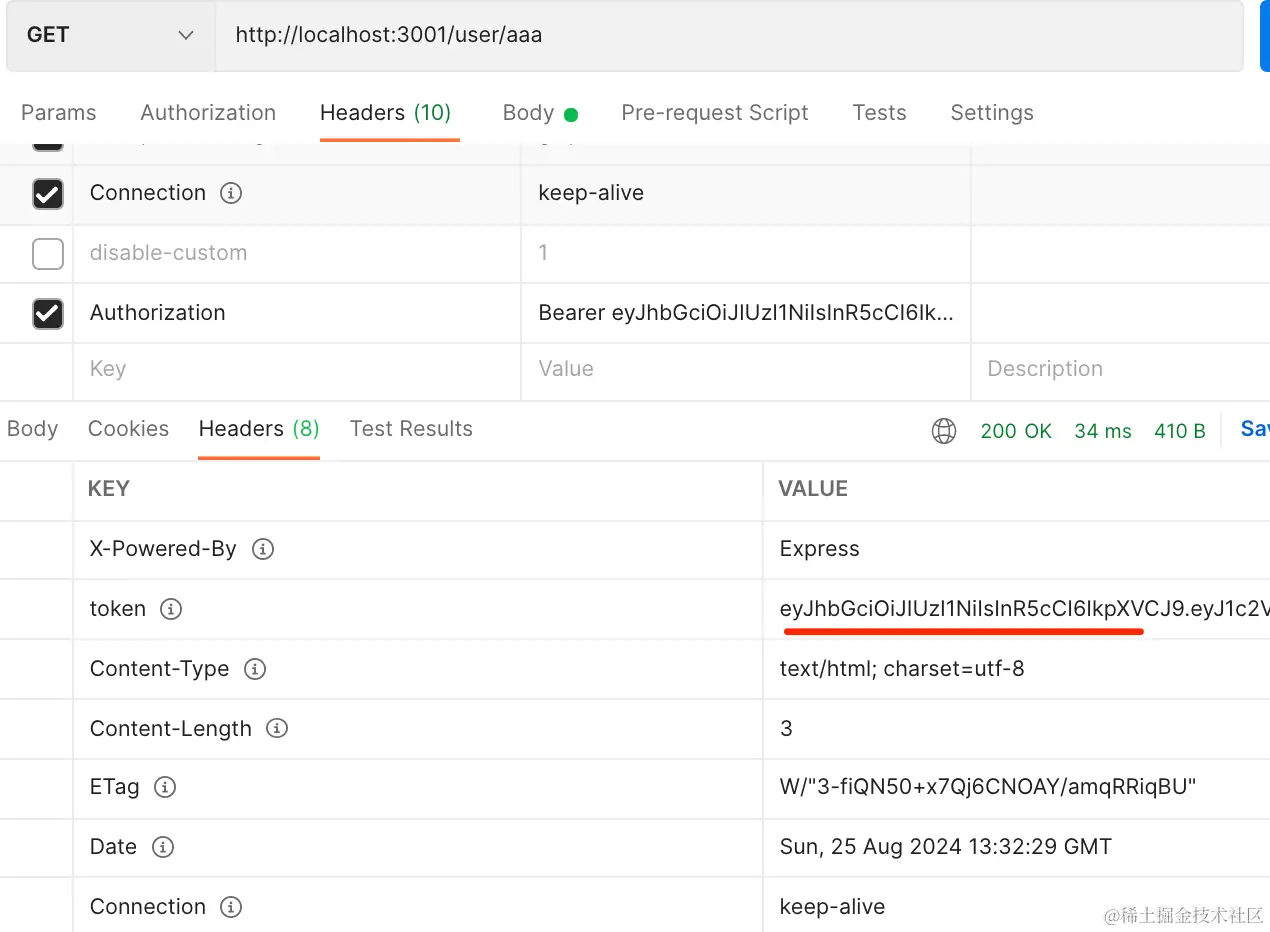 GET http://localhost:3001/user/aaa
Params Authorization Headers (10) Body Pre-request Script Tests Settings
Connection keep-alive
disable-custom 1
Authorization Bearer eyJhbGciOiJIUzI1NiIsInR5cCI6Ik...
Key Value Description
Body Cookies Headers (8) Test Results 200 OK 34 ms 410 B Sav
KEY VALUE
X-Powered-By Express
token eyJhbGciOiJIUzI1NiIsInR5cCI6IkpXVCJ9.eyJ1c2V
Content-Type text/html; charset=utf-8
Content-Length 3
ETag W/"3-fiQN50+x7Qj6CNOAY/amqRRiqBU"
Date Sun, 25 Aug 2024 13:32:29 GMT
Connection keep-alive
@稀土掘金技术社区